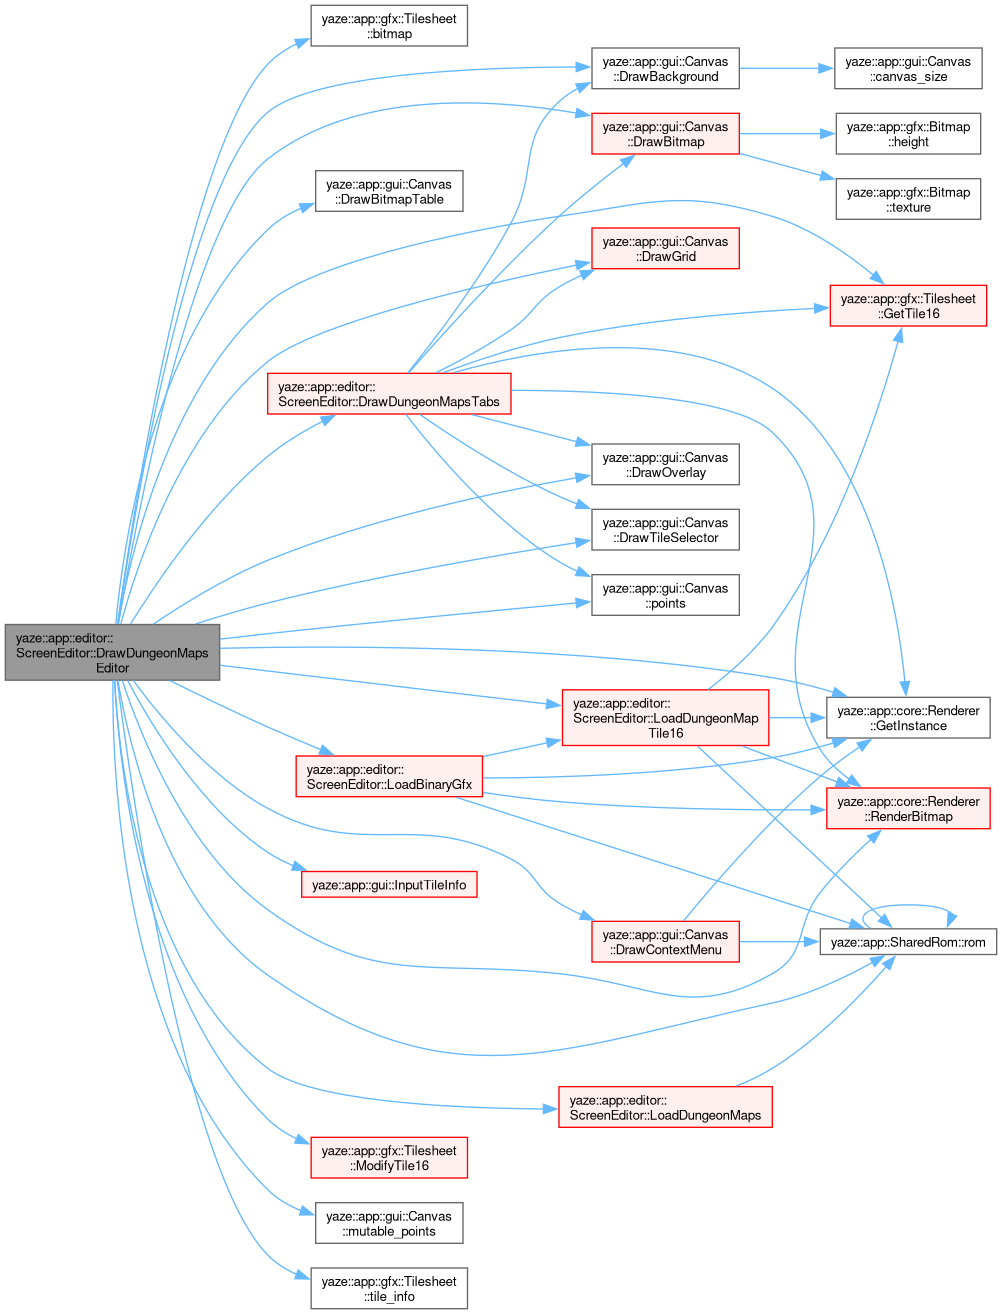 yaze::app::gfx::Tilesheet
::bitmap
yaze::app::gui::Canvas
::DrawBackground
yaze::app::gui::Canvas
::canvas_size
yaze::app::gui::Canvas
::DrawBitmap
yaze::app::gfx::Bitmap
::height
yaze::app::gui::Canvas
::DrawBitmapTable
yaze::app::gfx::Bitmap
::texture
yaze::app::gui::Canvas
::DrawGrid
yaze::app::gfx::Tilesheet
::GetTile16
yaze::app::editor::
ScreenEditor::DrawDungeonMapsTabs
yaze::app::gui::Canvas
::DrawOverlay
yaze::app::gui::Canvas
::DrawTileSelector
yaze::app::gui::Canvas
::points
yaze::app::editor::
ScreenEditor::DrawDungeonMaps
Editor
yaze::app::editor::
ScreenEditor::LoadDungeonMap
Tile16
yaze::app::core::Renderer
::GetInstance
yaze::app::editor::
ScreenEditor::LoadBinaryGfx
yaze::app::core::Renderer
::RenderBitmap
yaze::app::gui::InputTileInfo
yaze::app::gui::Canvas
::DrawContextMenu
yaze::app::SharedRom::rom
yaze::app::editor::
ScreenEditor::LoadDungeonMaps
yaze::app::gfx::Tilesheet
::ModifyTile16
yaze::app::gui::Canvas
::mutable_points
yaze::app::gfx::Tilesheet
::tile_info